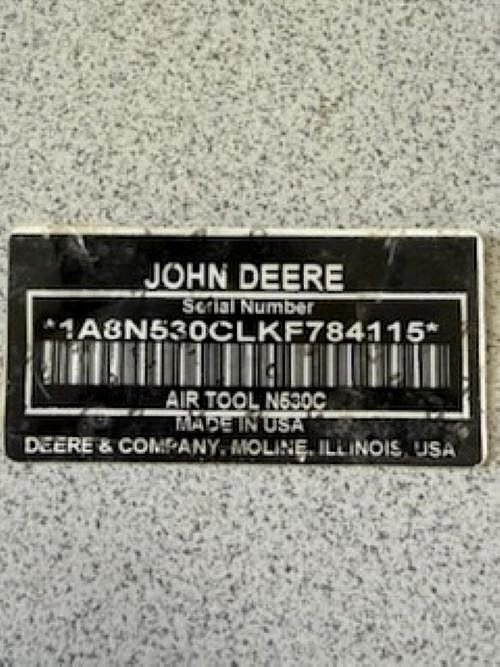 JOHN DEERE
Serial Number
*1A8N530CLKF784115*
AIR TOOL N530C
MADE IN USA
DEERE & COMPANY, MOLINE, ILLINOIS, USA